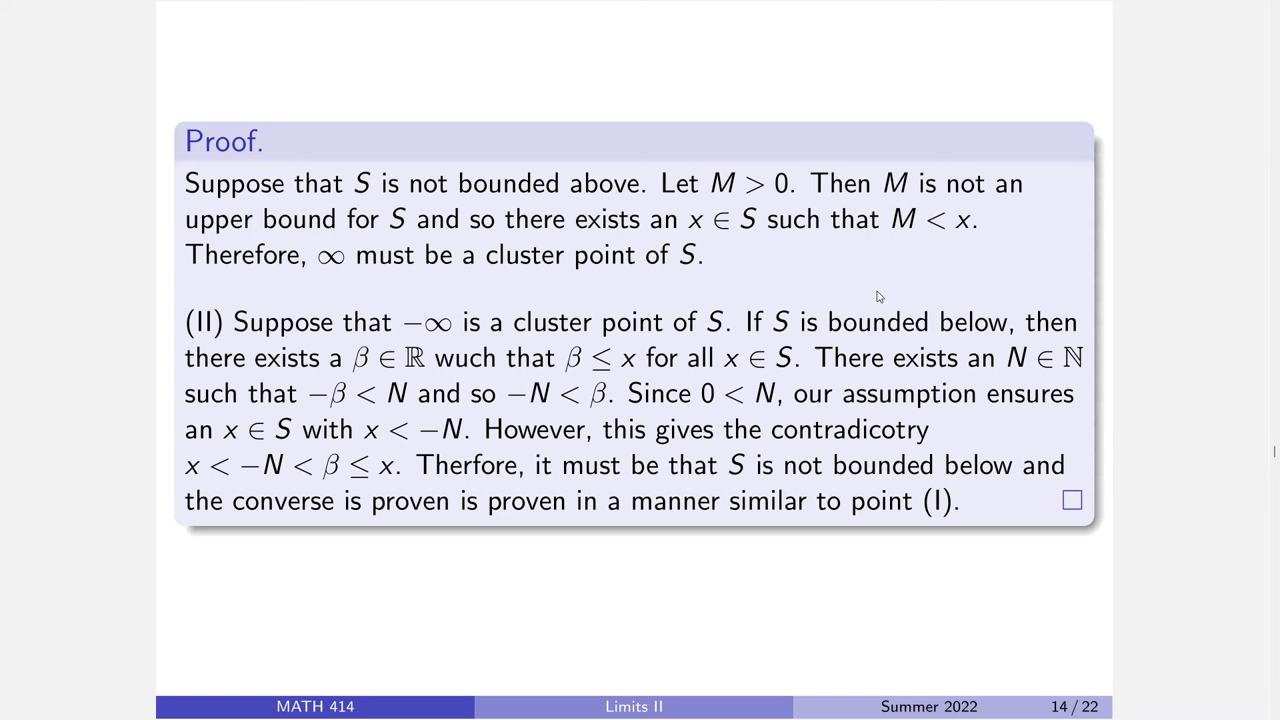 Proof.
Suppose that S is not bounded above. Let M > 0. Then M is not an
upper bound for S and so there exists an x ∈ S such that M < x.
Therefore, ∞ must be a cluster point of S.
(II) Suppose that −∞ is a cluster point of S. If S is bounded below, then
there exists a β ∈ ℝ wuch that β ≤ x for all x ∈ S. There exists an N ∈ ℕ
such that −β < N and so −N < β. Since 0 < N, our assumption ensures
an x ∈ S with x < −N. However, this gives the contradicotry
x < −N < β ≤ x. Therfore, it must be that S is not bounded below and
the converse is proven is proven in a manner similar to point (I). □
MATH 414 Limits II Summer 2022 14 / 22